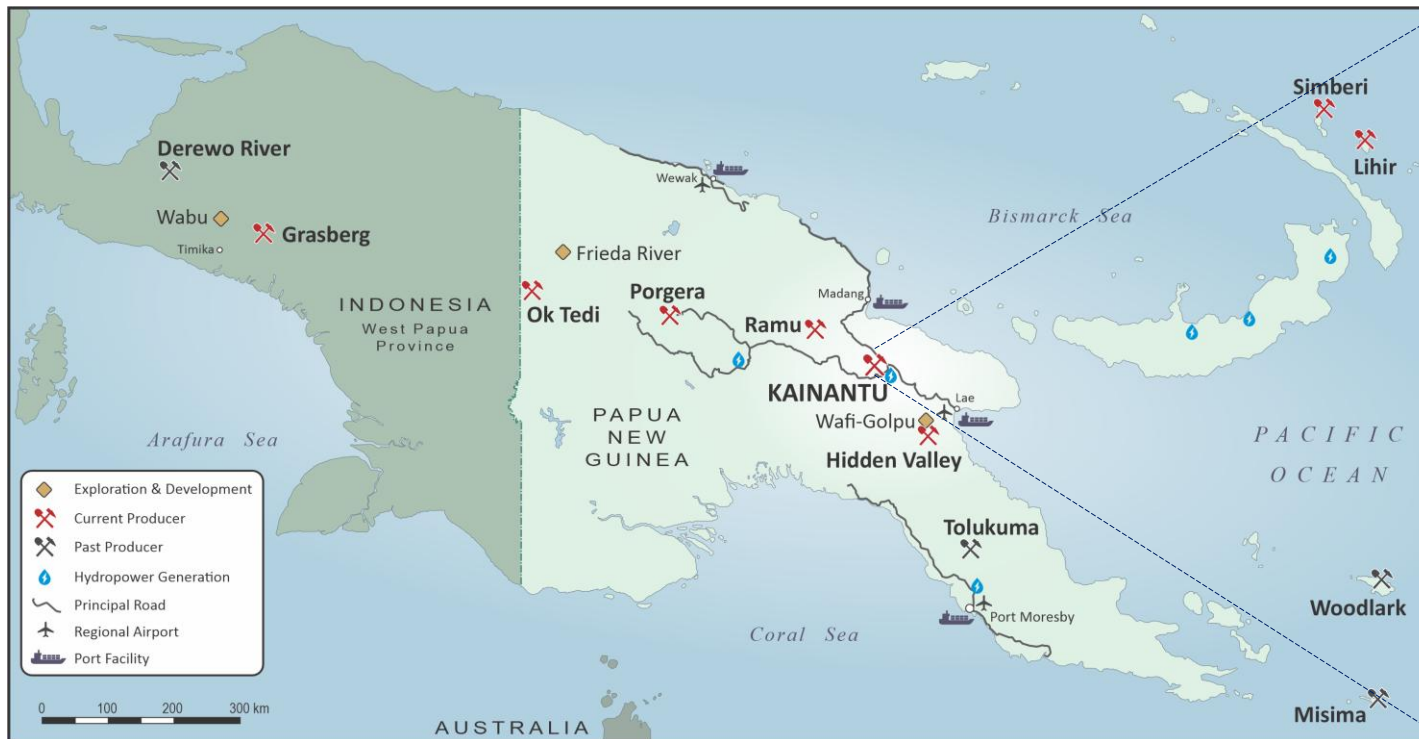 Simberi
Lihir
Derewo River
Wewak
Bismarck Sea
Wabu
Grasberg
Timika
Frieda River
INDONESIA
West Papua
Province
Ok Tedi
Porgera
Madang
Ramu
KAINANTU
Lae
Wafi-Golpu
Hidden Valley
PAPUA
NEW
GUINEA
Arafura Sea
PACIFIC
OCEAN
Exploration & Development
Current Producer
Past Producer
Hydropower Generation
Principal Road
Regional Airport
Port Facility
Tolukuma
Woodlark
Port Moresby
Coral Sea
0 100 200 300 km
AUSTRALIA
Misima